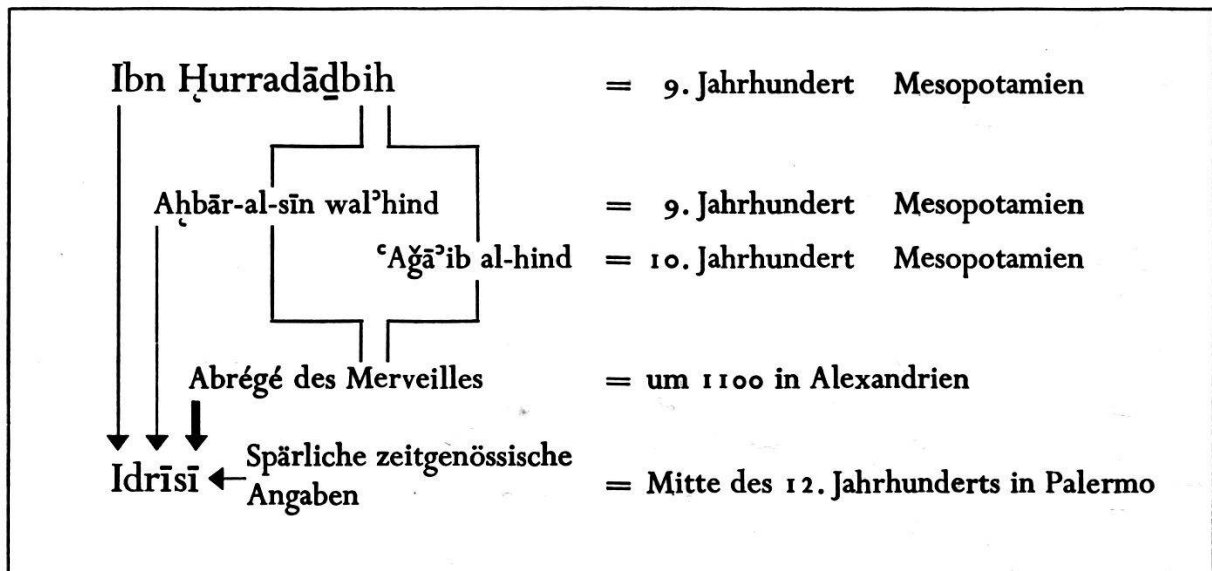 Ibn Ḫurradāḏbih = 9. Jahrhundert Mesopotamien
Aḫbār-al-sīn wal’hind = 9. Jahrhundert Mesopotamien
ʿAǧāʾib al-hind = 10. Jahrhundert Mesopotamien
Abrégé des Merveilles = um 1100 in Alexandrien
Spärliche zeitgenössische
Idrīsī Angaben = Mitte des 12. Jahrhunderts in Palermo